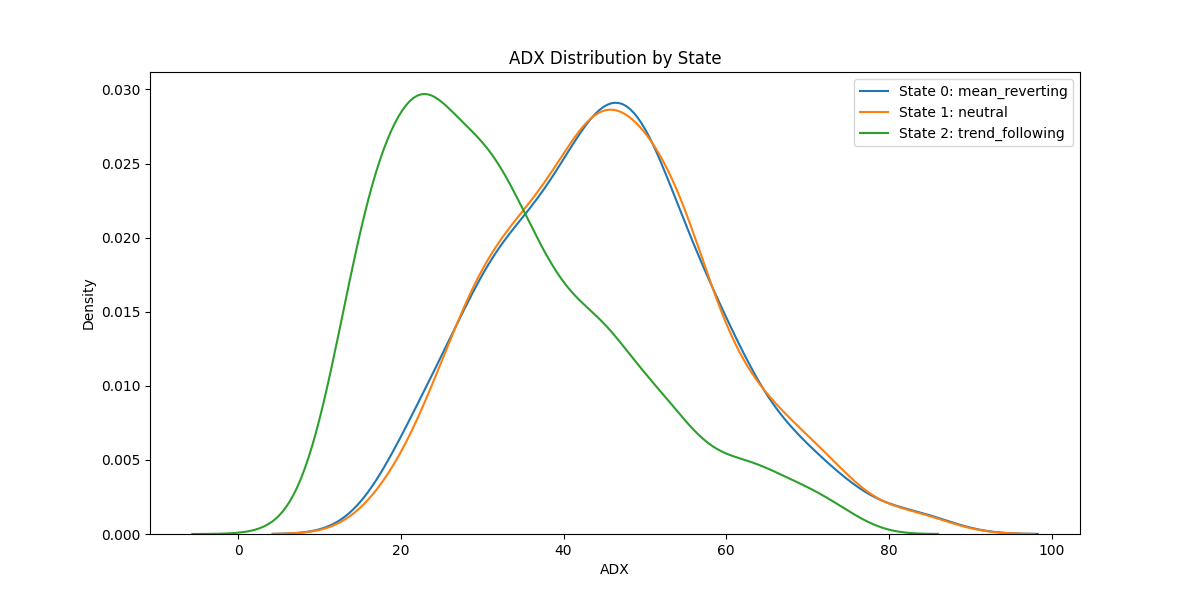 ADX Distribution by State
State 0: mean_reverting
State 1: neutral
State 2: trend_following
Density
0.030
0.025
0.020
0.015
0.010
0.005
0.000
0 20 40 60 80 100
ADX